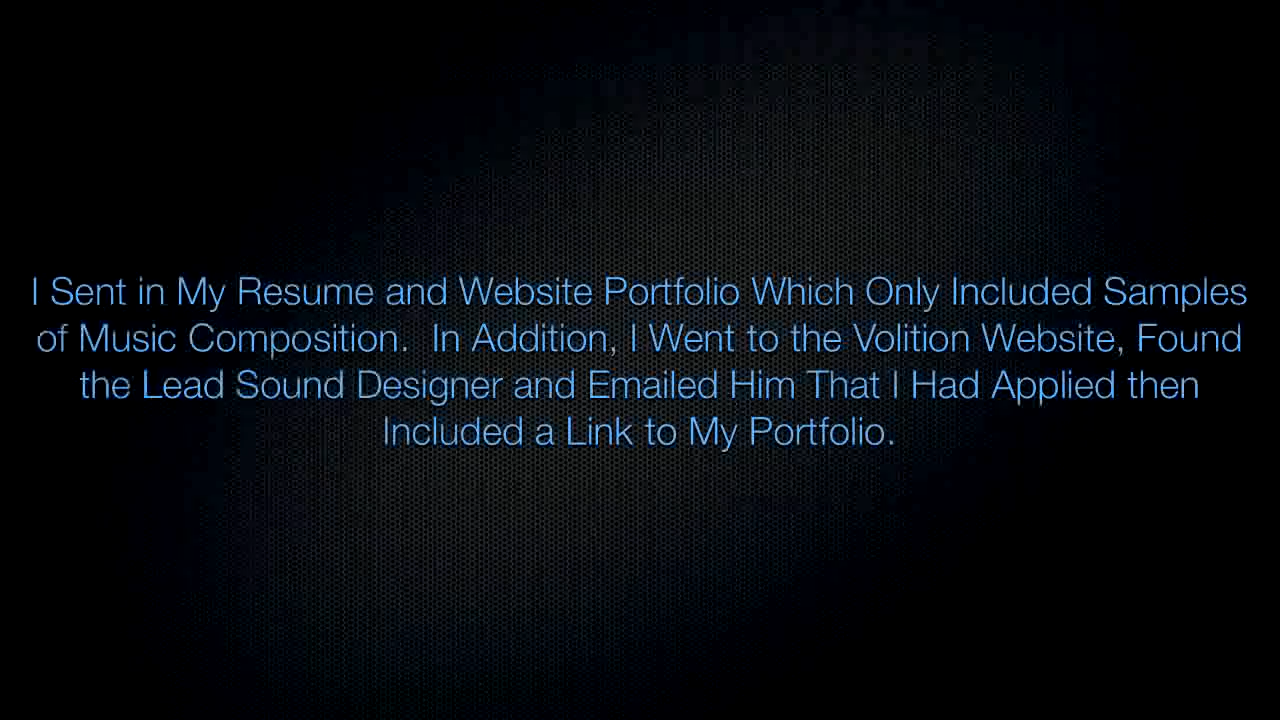 I Sent in My Resume and Website Portfolio Which Only Included Samples
of Music Composition.  In Addition, I Went to the Volition Website, Found
the Lead Sound Designer and Emailed Him That I Had Applied then
Included a Link to My Portfolio.